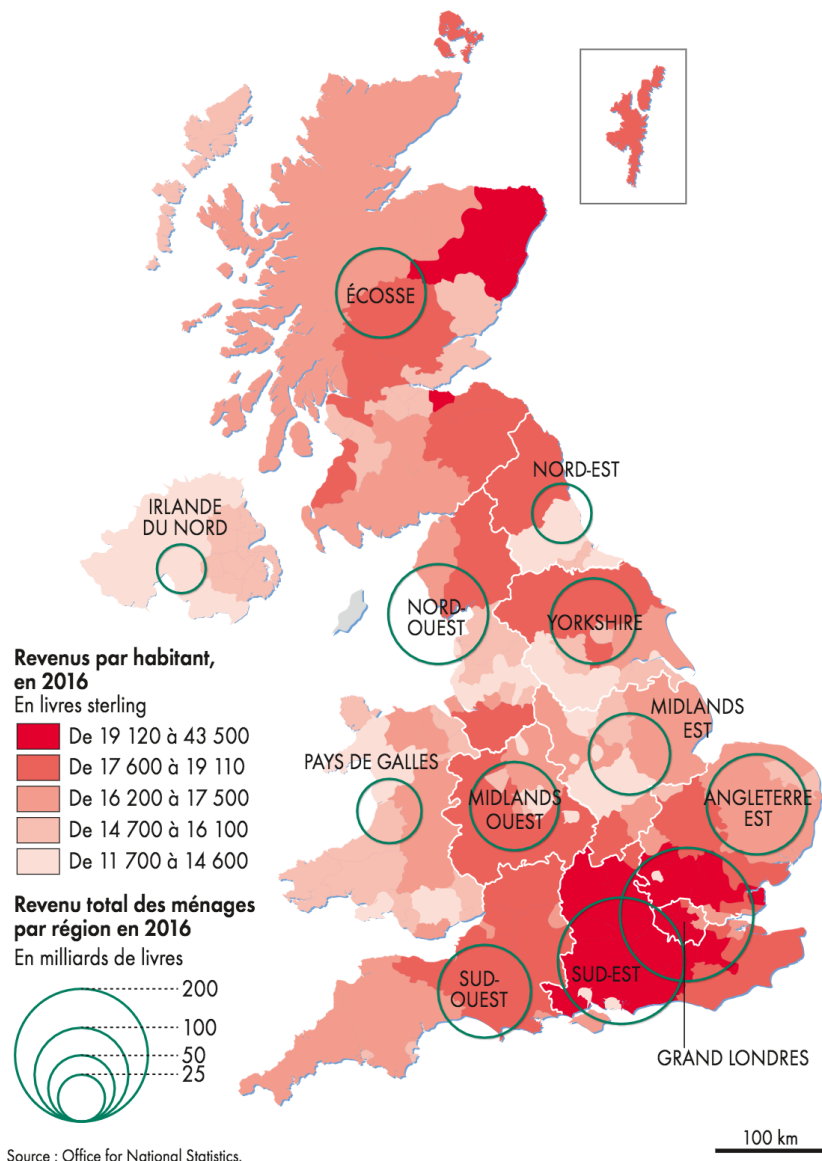 ÉCOSSE
NORD-EST
IRLANDE
DU NORD
NORD-
OUEST
YORKSHIRE
Revenus par habitant,
en 2016
En livres sterling
De 19 120 à 43 500
De 17 600 à 19 110
De 16 200 à 17 500
De 14 700 à 16 100
De 11 700 à 14 600
MIDLANDS
EST
PAYS DE GALLES
MIDLANDS
OUEST
ANGLETERRE
EST
Revenu total des ménages
par région en 2016
En milliards de livres
200
100
50
25
SUD-
OUEST
SUD-EST
GRAND LONDRES
100 km
Source : Office for National Statistics.